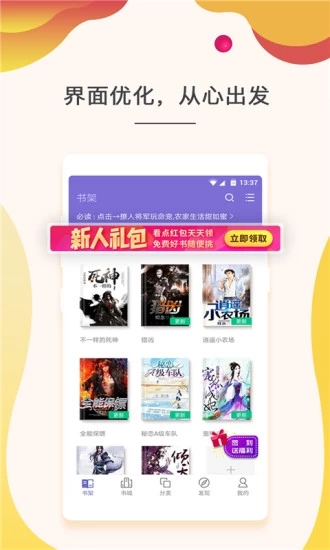 界面优化，从心出发
13:37
书架
必读：点击→撩人将军玩命宠,农家生活甜如蜜
新人礼包
看点红包天天领
免费好书随便挑
立即领取
死神
不一样的
猎凶
更新
逍遥
小农场
更新
不一样的死神
猎凶
逍遥小农场
全能保镖
更新
秘恋
A级车队
更新
全能保镖
秘恋A级车队
签到
送福利
书架
书城
分类
发现
我的